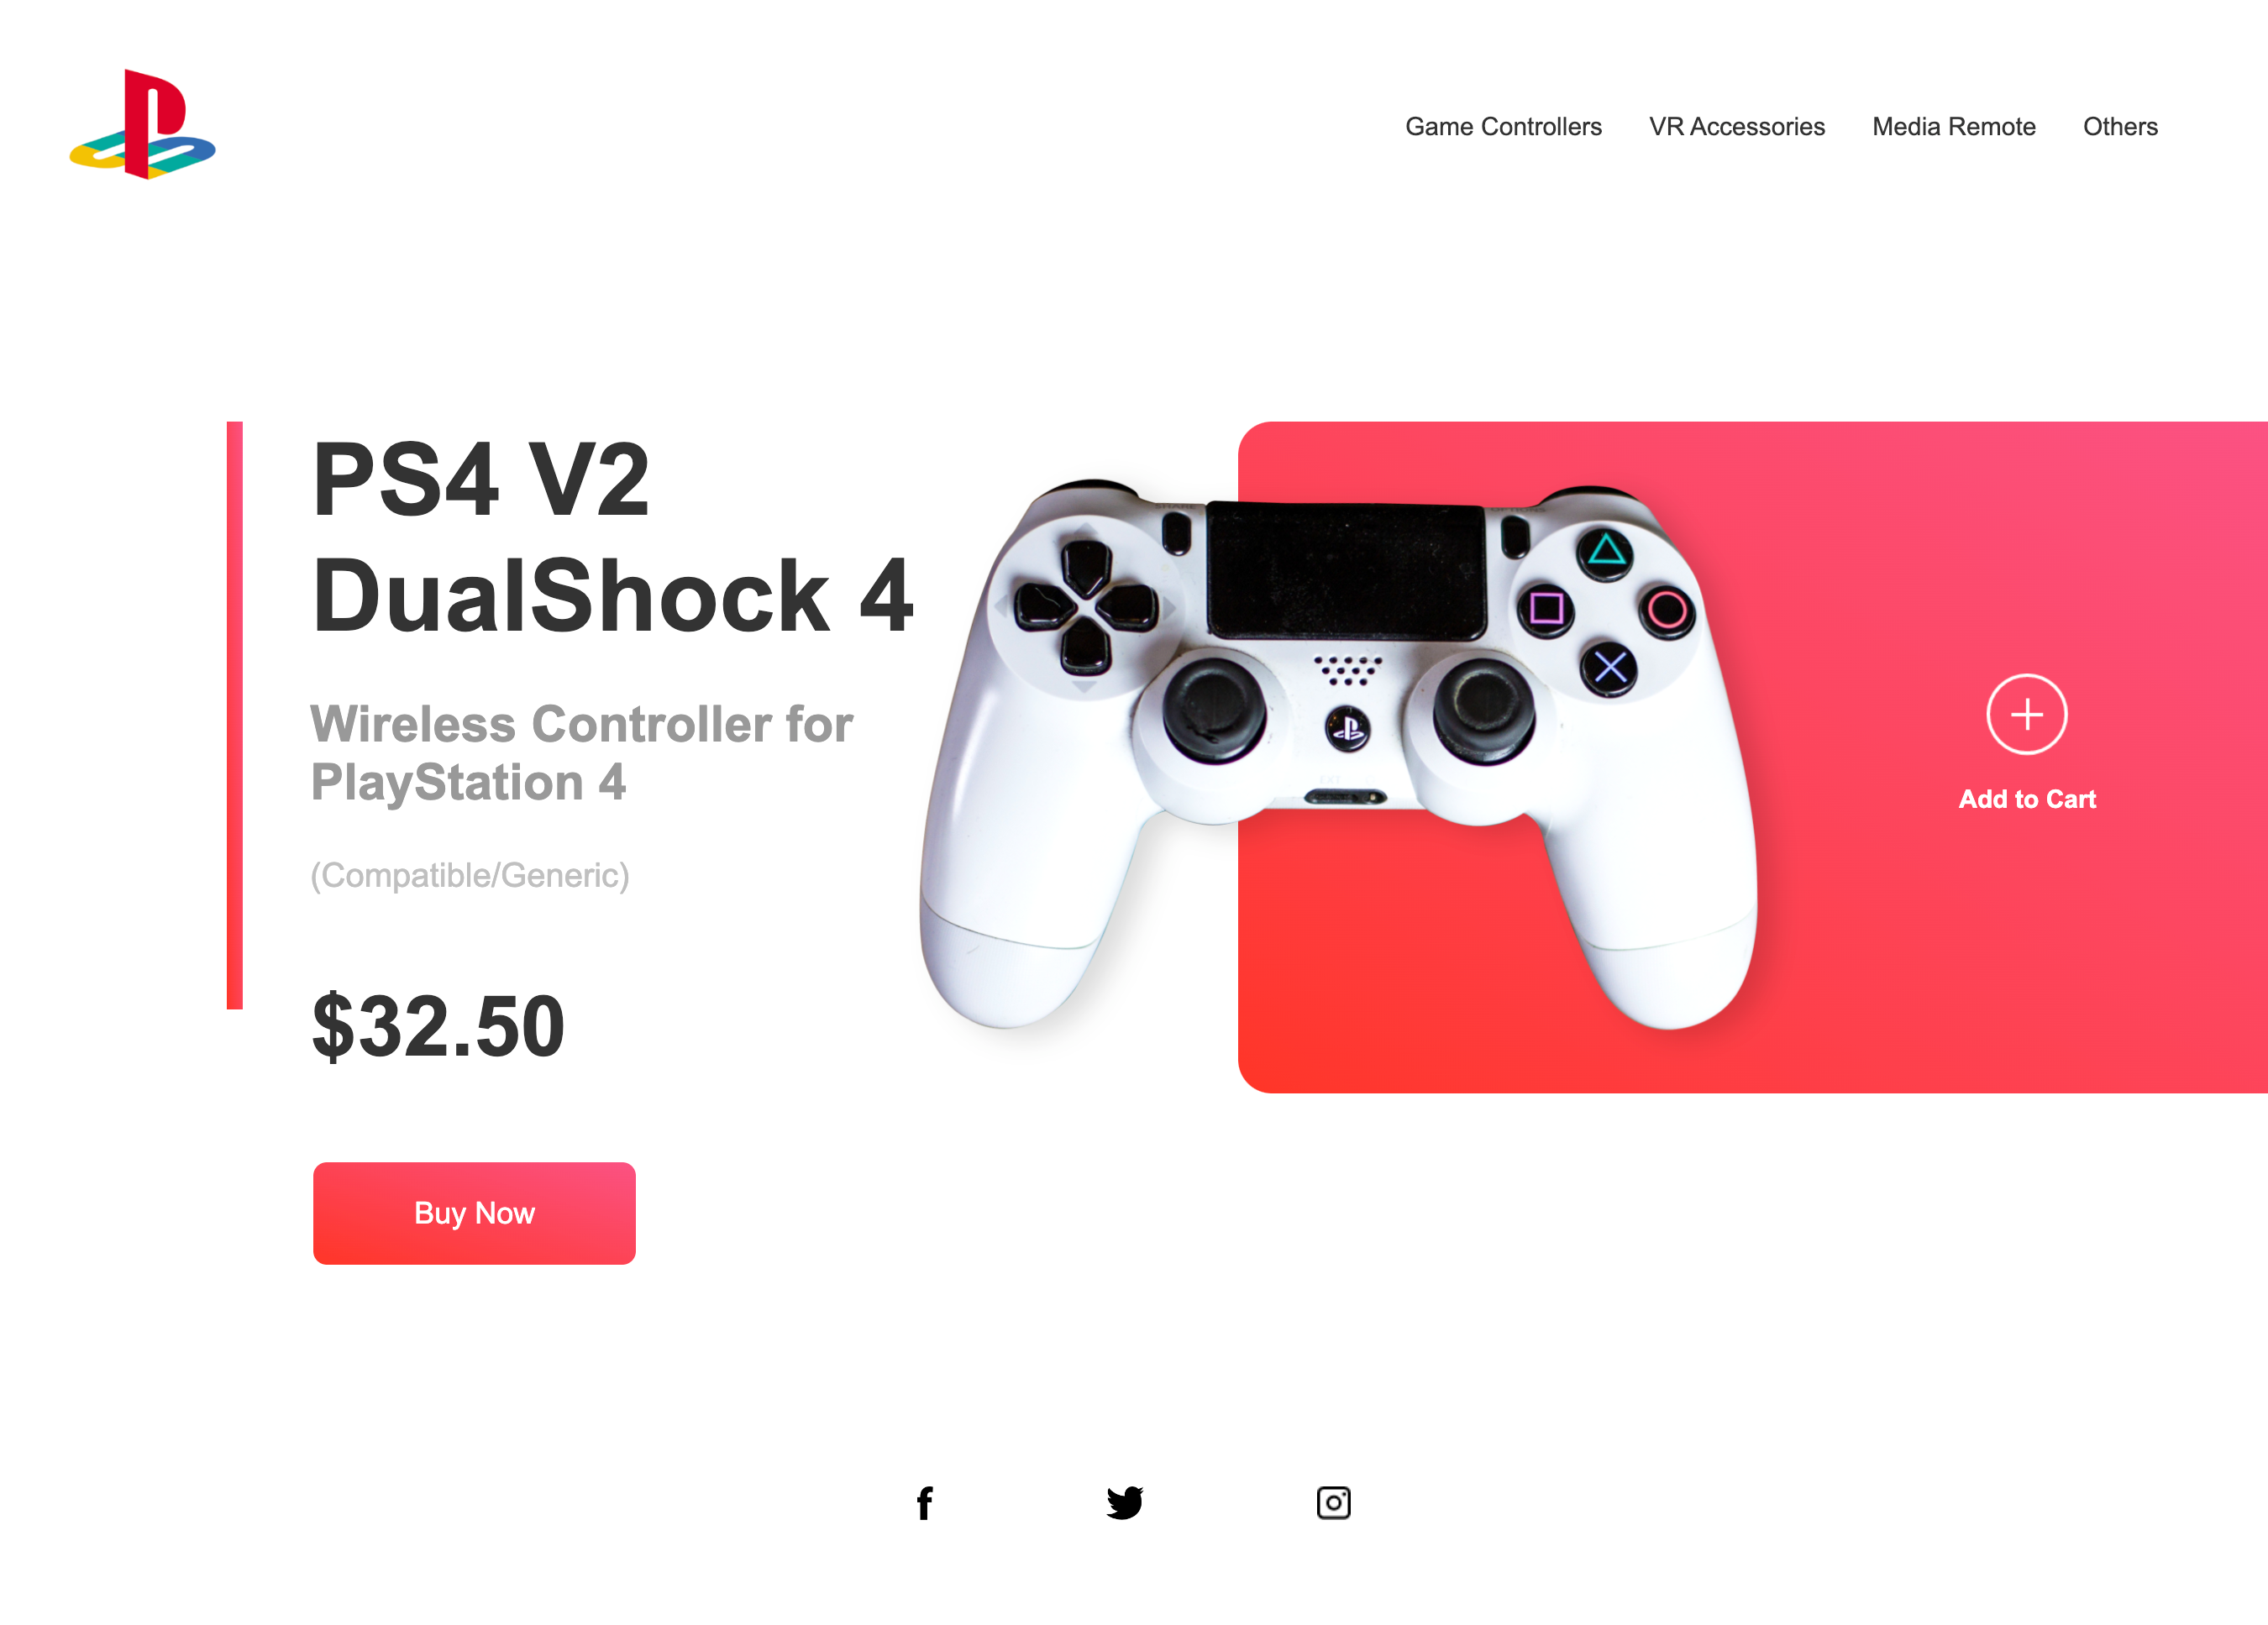 Game Controllers VR Accessories Media Remote Others
PS4 V2
DualShock 4
Wireless Controller for
PlayStation 4
(Compatible/Generic)
$32.50
Buy Now
Add to Cart